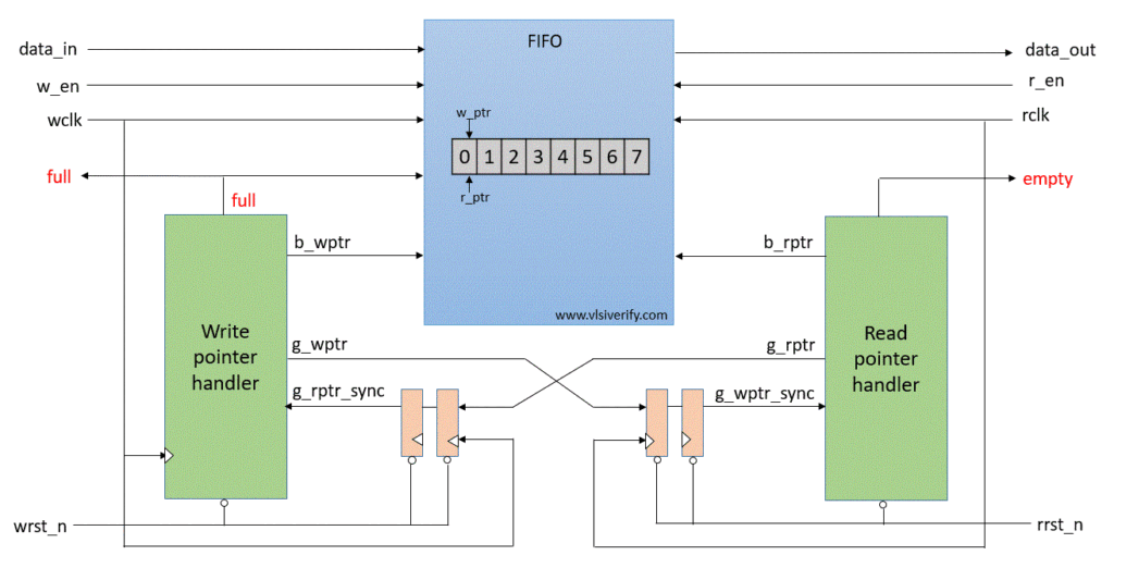 FIFO
data_in
data_out
w_en
r_en
wclk
rclk
w_ptr
0 1 2 3 4 5 6 7
r_ptr
full
full
empty
b_wptr
b_rptr
www.vlsiverify.com
Write
pointer
handler
Read
pointer
handler
g_wptr
g_rptr
g_rptr_sync
g_wptr_sync
wrst_n
rrst_n